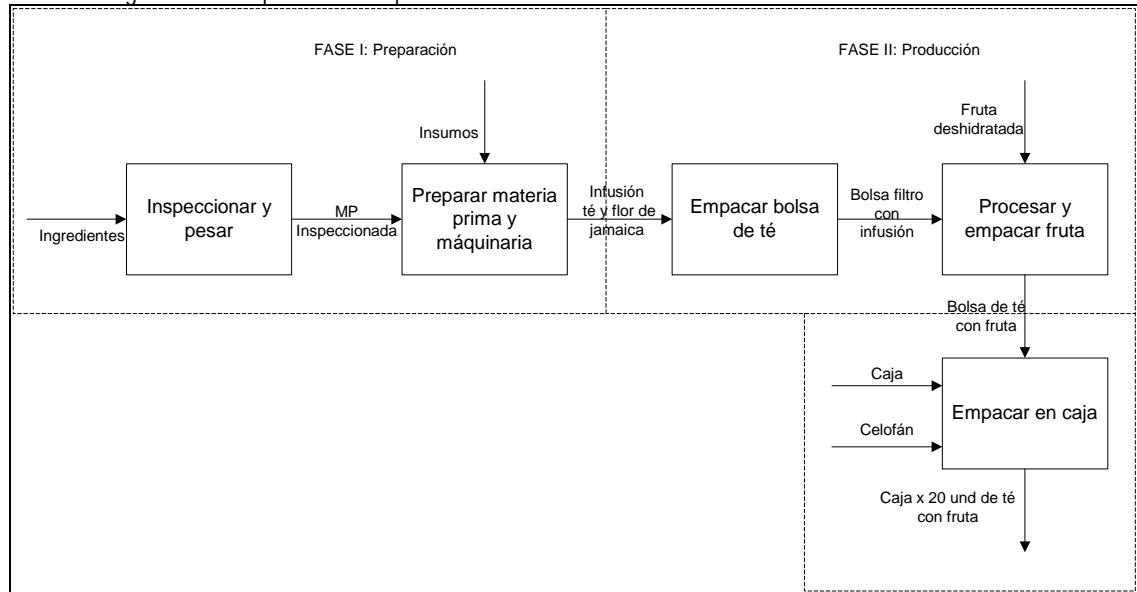 FASE I: Preparación
FASE II: Producción
Insumos
Fruta
deshidratada
Ingredientes
Inspeccionar y
pesar
MP
Inspeccionada
Preparar materia
prima y
máquinaria
Infusión
té y flor de
jamaica
Empacar bolsa
de té
Bolsa filtro
con
infusión
Procesar y
empacar fruta
Bolsa de té
con fruta
Caja
Celofán
Empacar en caja
Caja x 20 und de té
con fruta